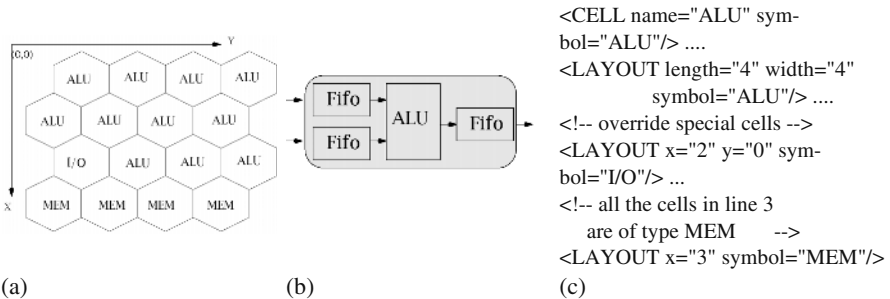 (0,0)
Y
ALU ALU ALU ALU
ALU ALU ALU ALU
I/O ALU ALU ALU
X
MEM MEM MEM MEM
Fifo
Fifo
ALU
Fifo
<CELL name="ALU" sym-
bol="ALU"/> ....
<LAYOUT length="4" width="4"
symbol="ALU"/> ....
<!-- override special cells -->
<LAYOUT x="2" y="0" sym-
bol="I/O"/> ...
<!-- all the cells in line 3
are of type MEM -->
<LAYOUT x="3" symbol="MEM"/>
(a)
(b)
(c)